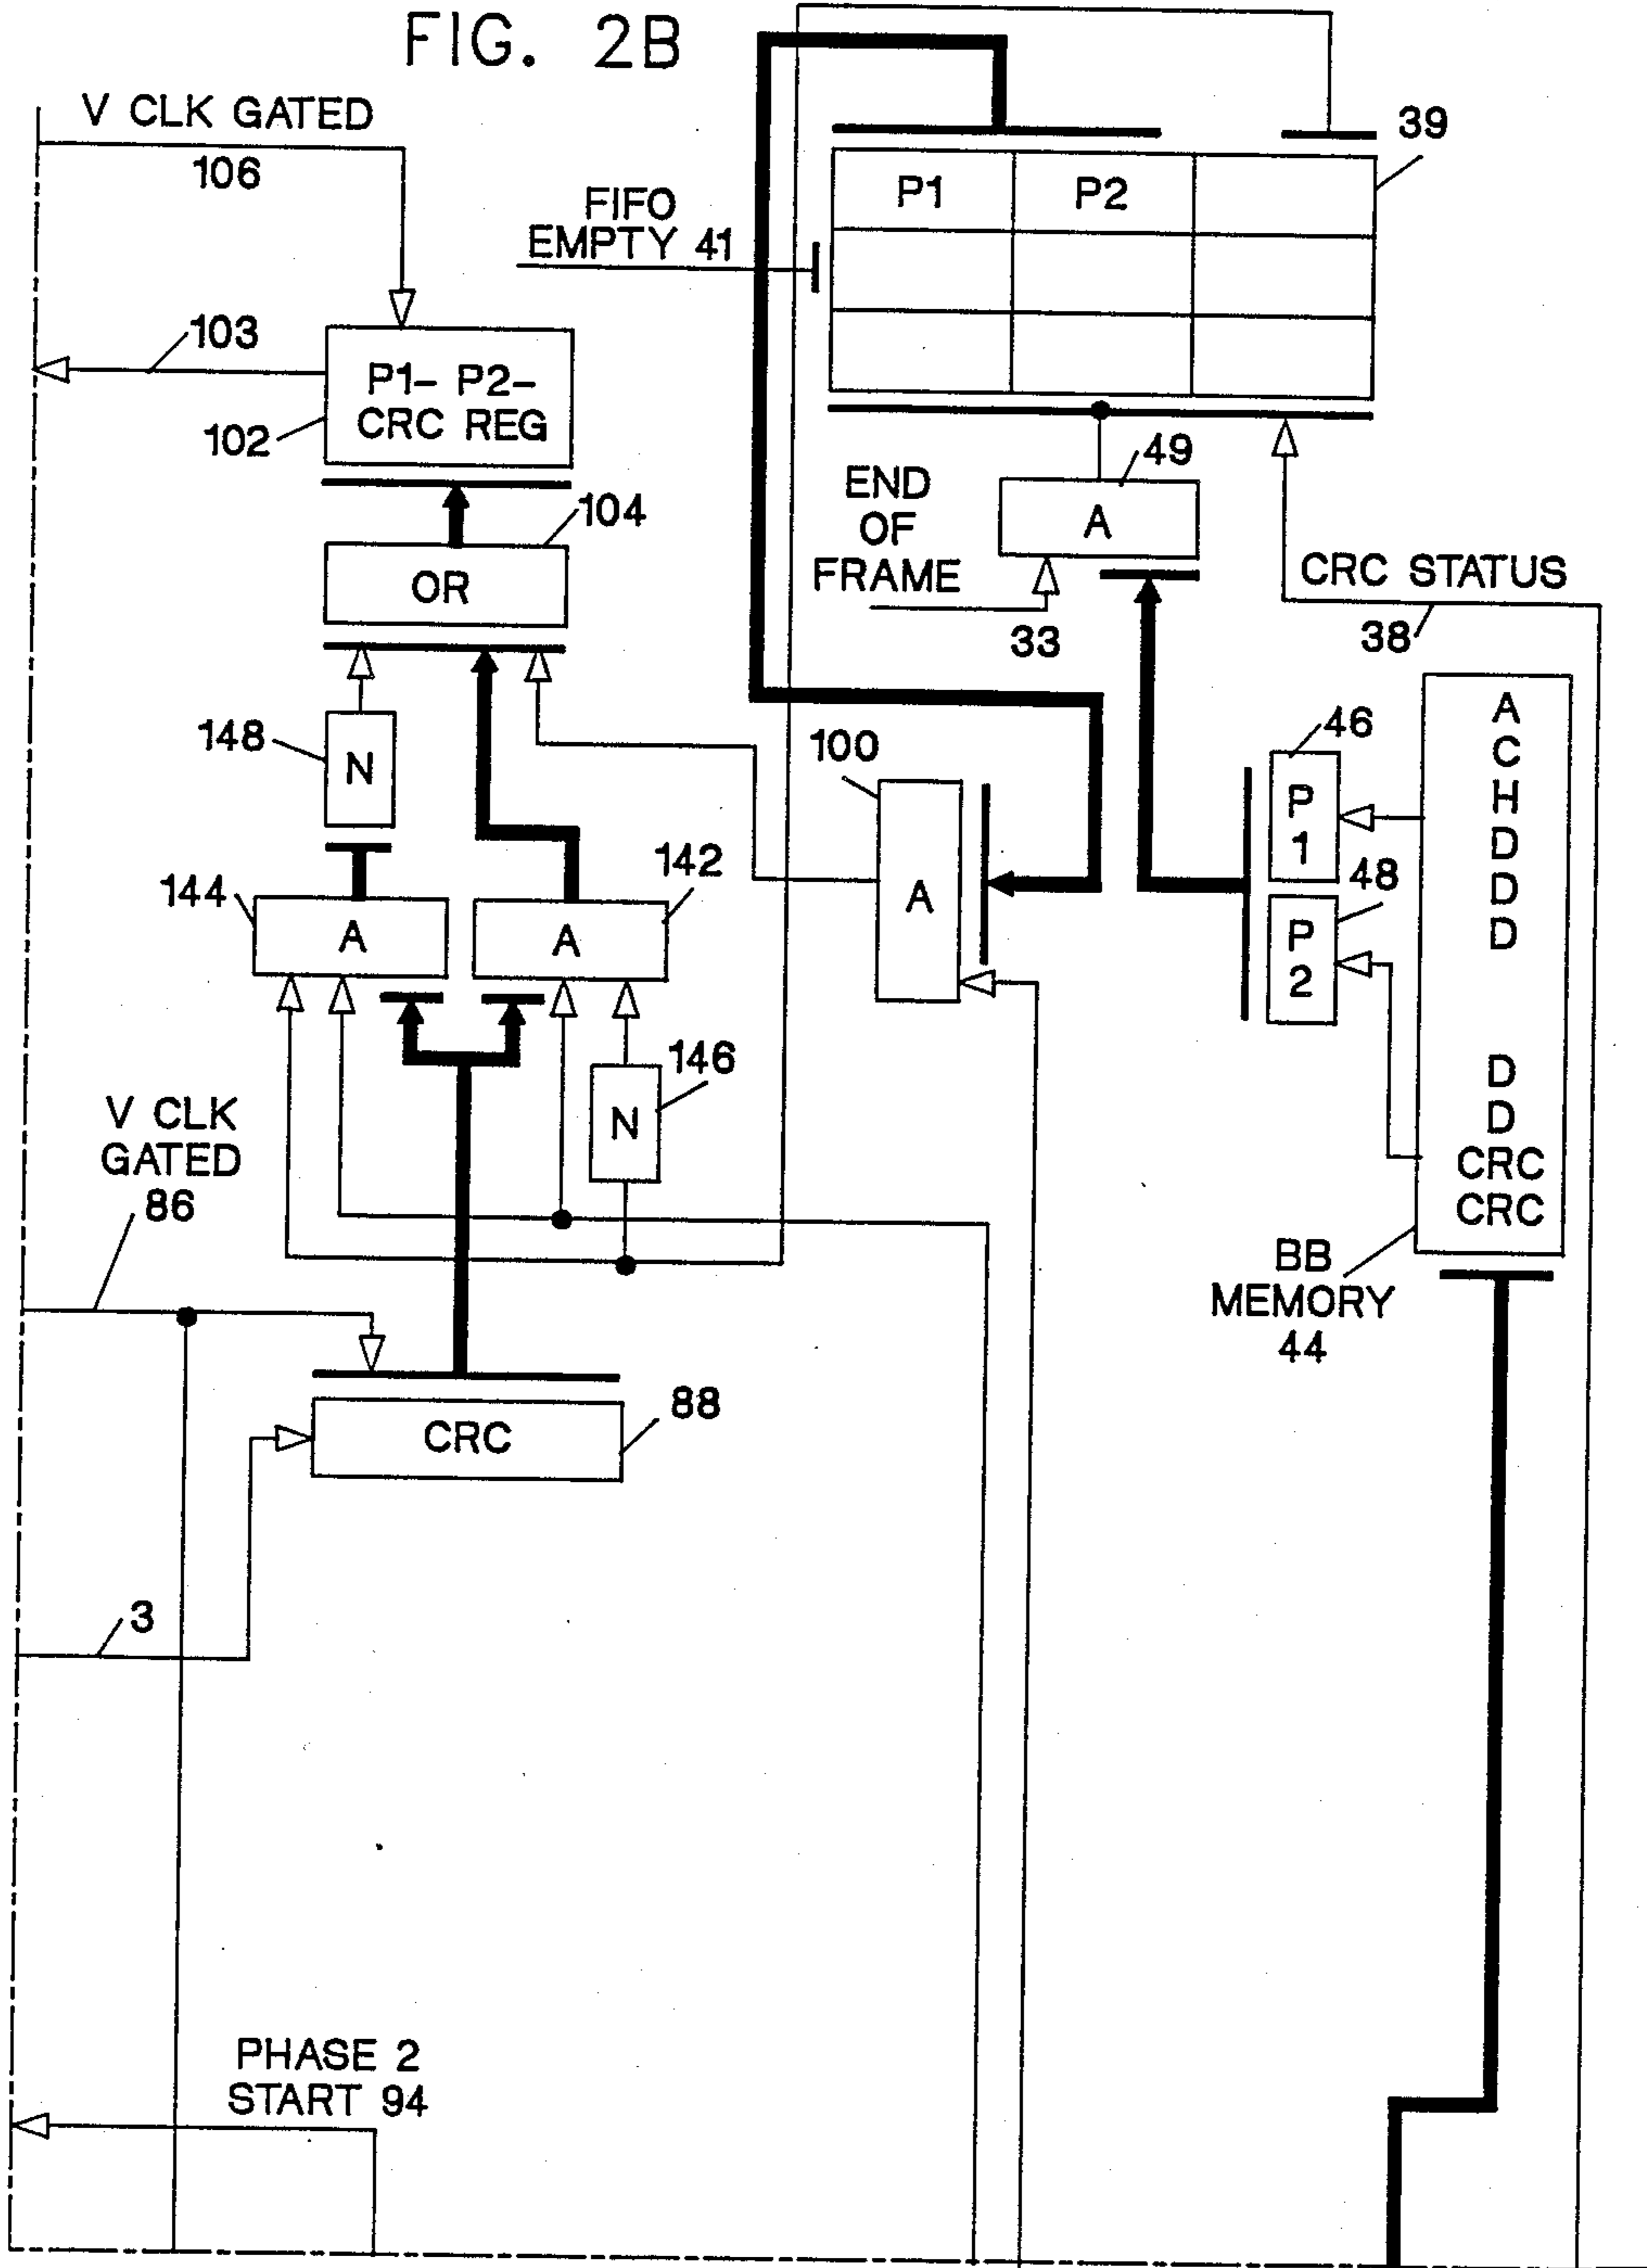 FIG. 2B
V CLK GATED
106
39
P1
P2
FIFO
EMPTY 41
103
P1- P2-
CRC REG
102
49
END
OF
FRAME
A
104
OR
CRC STATUS
38
33
148
N
100
A
46
P
1
48
P
2
A
C
H
D
D
D
D
D
CRC
CRC
144
A
142
A
146
N
V CLK
GATED
86
BB
MEMORY
44
CRC
88
3
PHASE 2
START 94